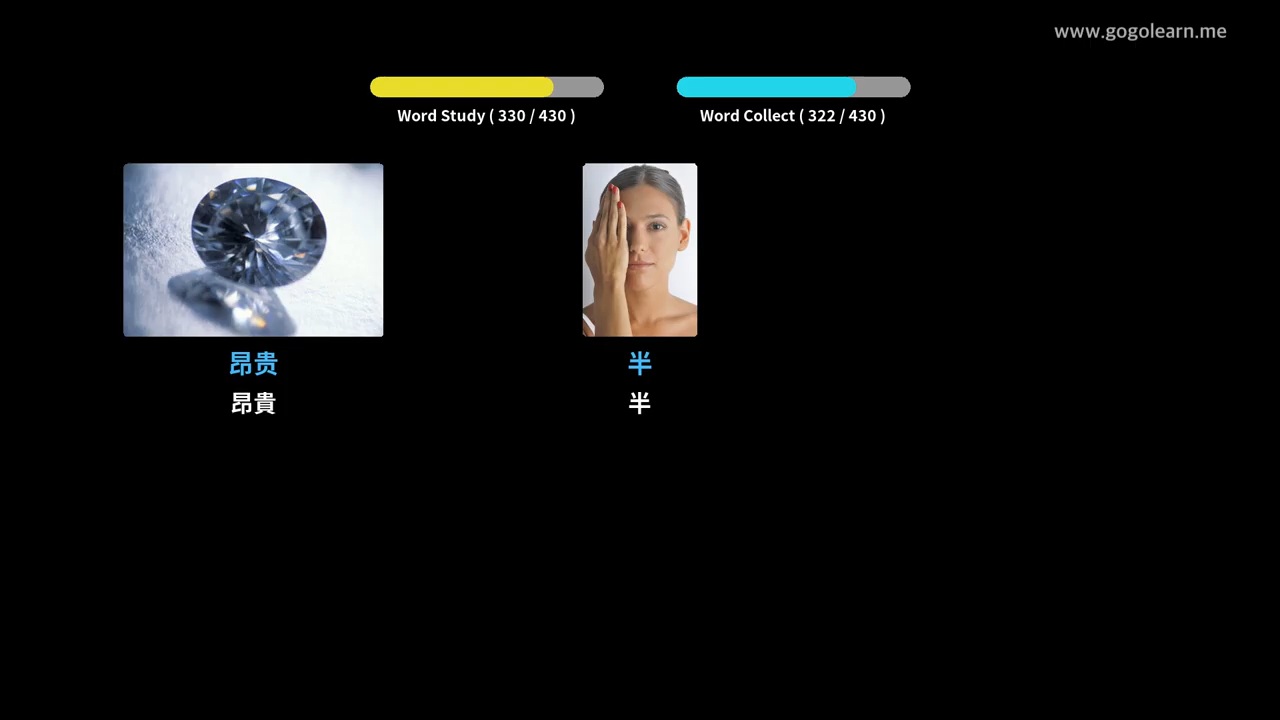 www.gogolearn.me
Word Study ( 330 / 430 )
Word Collect ( 322 / 430 )
昂贵
昂貴
半
半